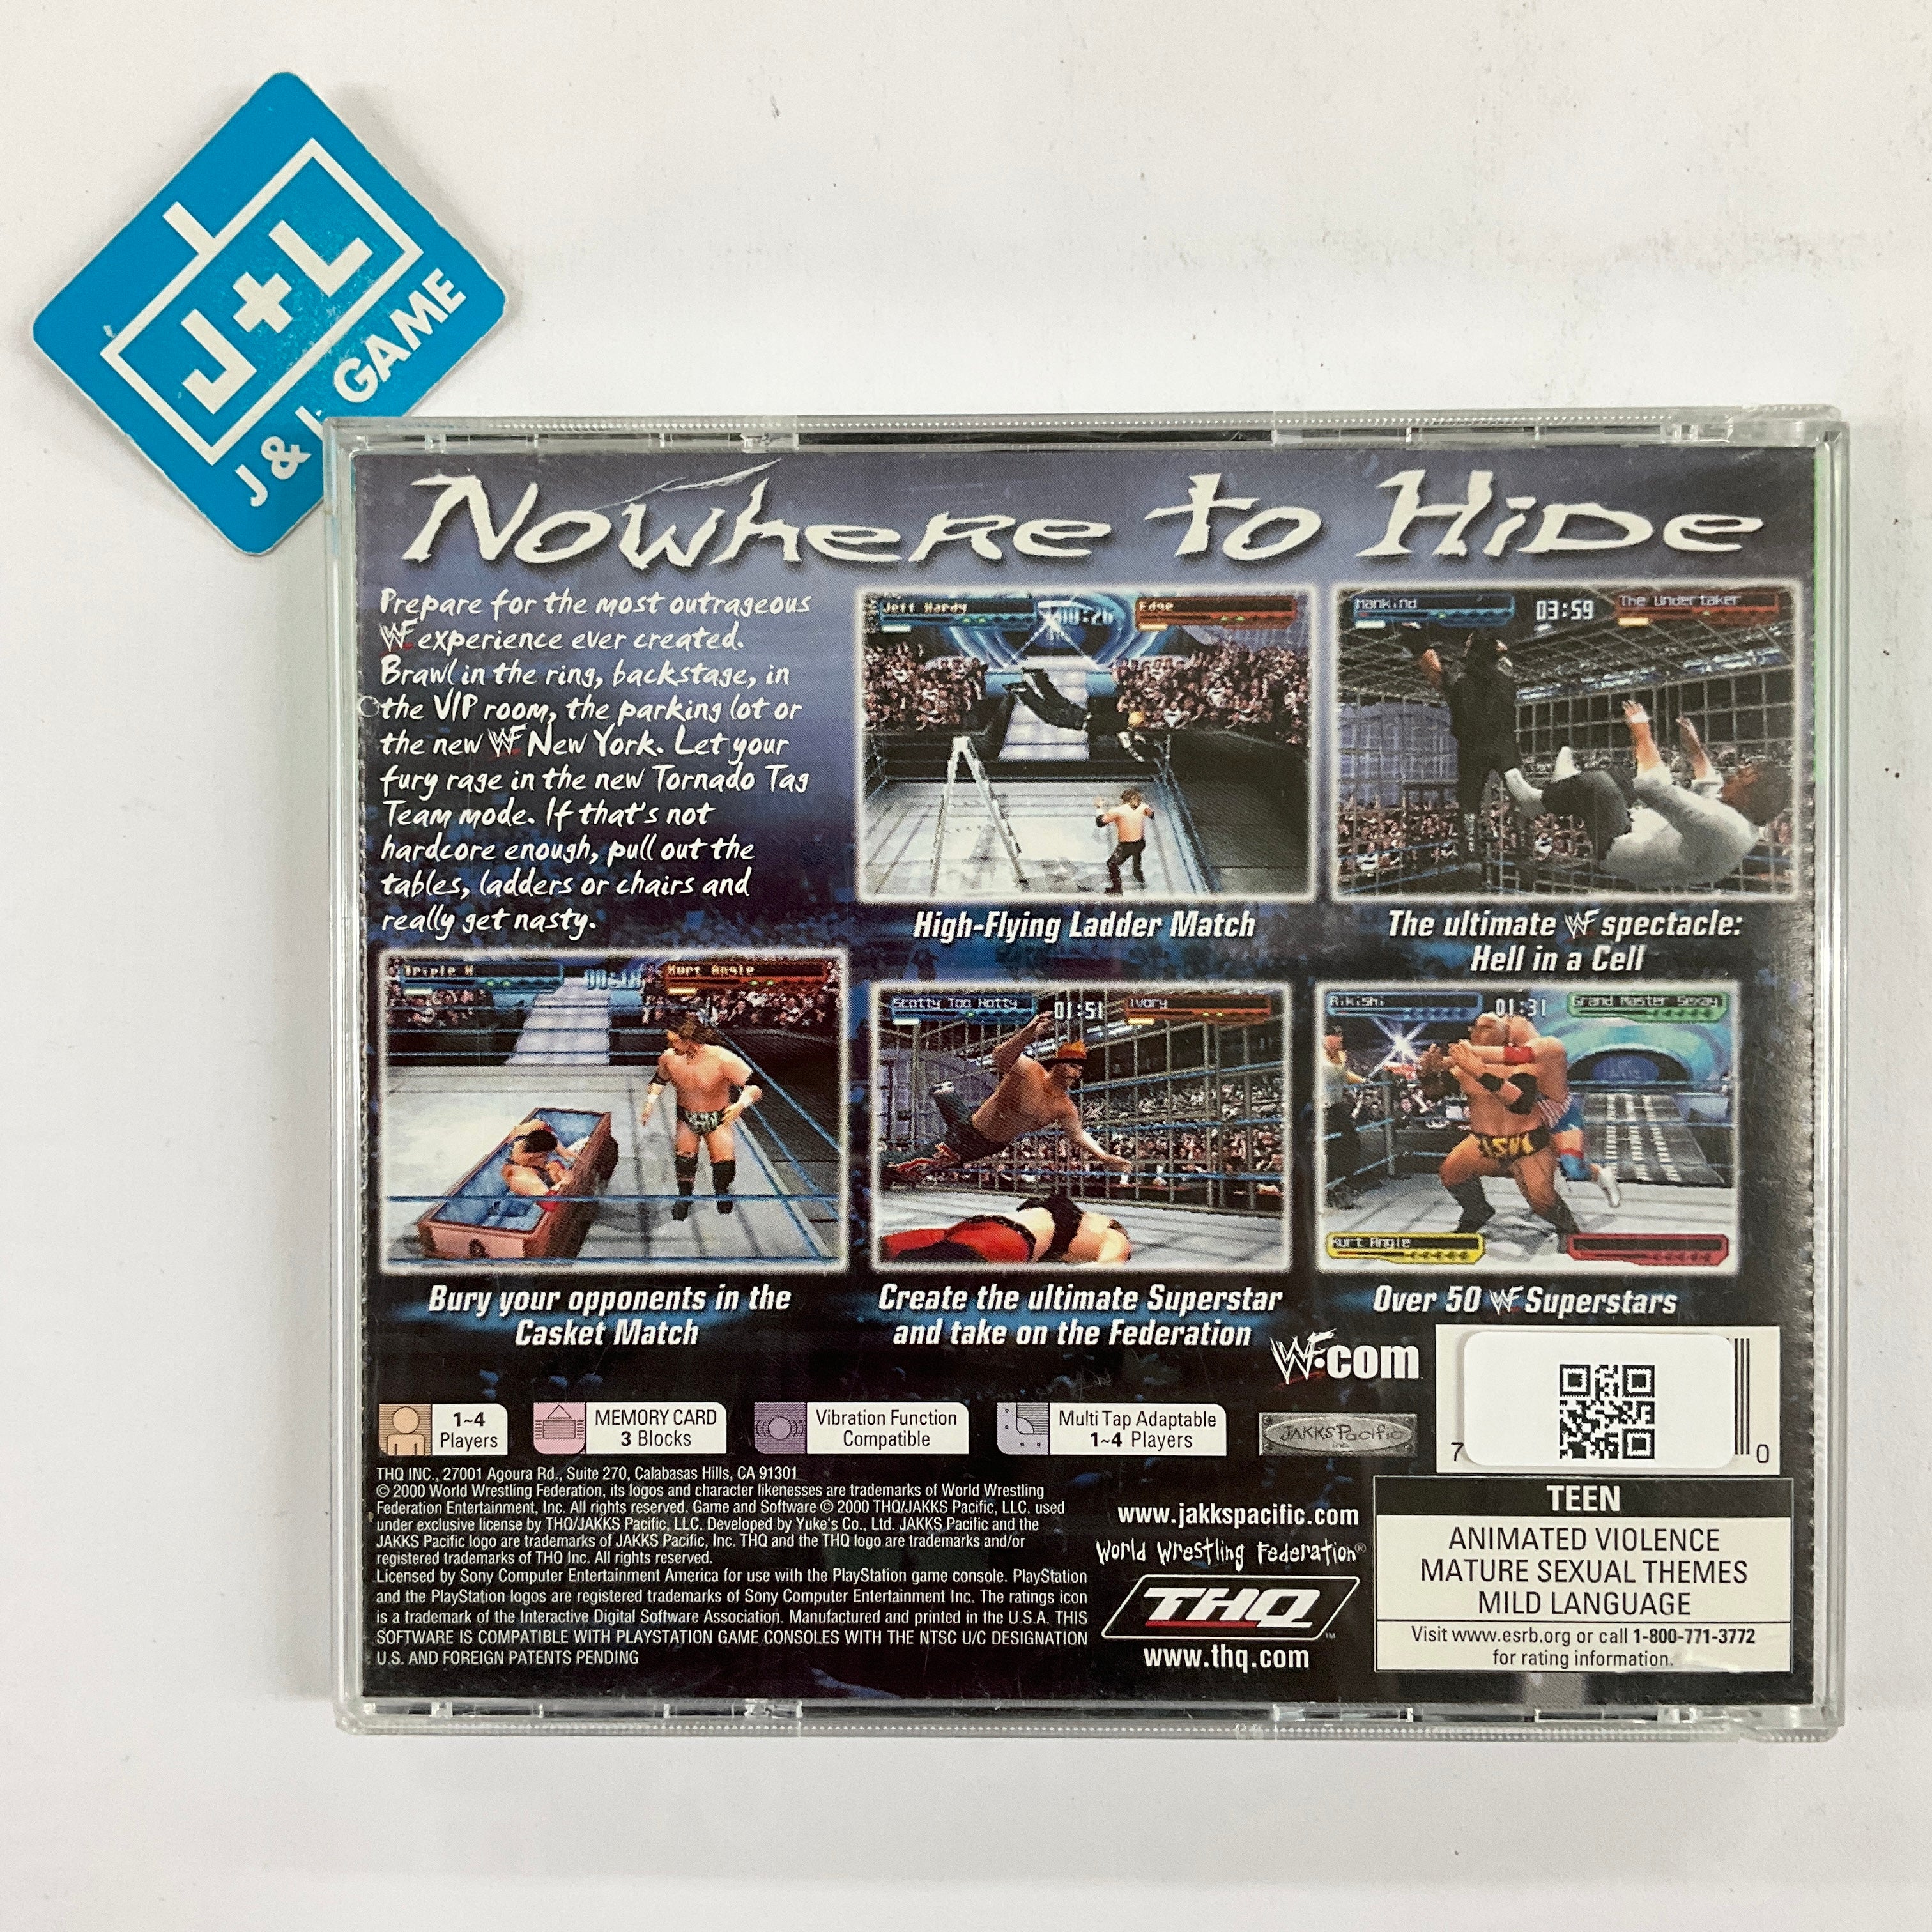 J+L
J & L GAME
Nowhere to Hide
Prepare for the most outrageous
WF experience ever created.
Brawl in the ring, backstage, in
the VIP room, the parking lot or
the new WF New York. Let your
fury rage in the new Tornado Tag
Team mode. If that's not
hardcore enough, pull out the
tables, ladders or chairs and
really get nasty.
Jeff Hardy 00:26 Edge
High-Flying Ladder Match
Mankind 03:59 The Undertaker
The ultimate WF spectacle:
Hell in a Cell
Triple H Kurt Angle
Bury your opponents in the
Casket Match
Scotty Too Hotty 01:51 Ivory
Create the ultimate Superstar
and take on the Federation
Rikishi 01:31 Grand Master Sexay
Kurt Angle
Over 50 WF Superstars
WF.com
1~4
Players
MEMORY CARD
3 Blocks
Vibration Function
Compatible
Multi Tap Adaptable
1~4 Players
JAKKS Pacific
INC.
7 0
THQ INC., 27001 Agoura Rd., Suite 270, Calabasas Hills, CA 91301
© 2000 World Wrestling Federation, its logos and character likenesses are trademarks of World Wrestling
Federation Entertainment, Inc. All rights reserved. Game and Software © 2000 THQ/JAKKS Pacific, LLC. used
under exclusive license by THQ/JAKKS Pacific, LLC. Developed by Yuke's Co., Ltd. JAKKS Pacific and the
JAKKS Pacific logo are trademarks of JAKKS Pacific, Inc. THQ and the THQ logo are trademarks and/or
registered trademarks of THQ Inc. All rights reserved.
Licensed by Sony Computer Entertainment America for use with the PlayStation game console. PlayStation
and the PlayStation logos are registered trademarks of Sony Computer Entertainment Inc. The ratings icon
is a trademark of the Interactive Digital Software Association. Manufactured and printed in the U.S.A. THIS
SOFTWARE IS COMPATIBLE WITH PLAYSTATION GAME CONSOLES WITH THE NTSC U/C DESIGNATION
U.S. AND FOREIGN PATENTS PENDING
www.jakkspacific.com
World Wrestling Federation®
THQ™
www.thq.com
TEEN
ANIMATED VIOLENCE
MATURE SEXUAL THEMES
MILD LANGUAGE
Visit www.esrb.org or call 1-800-771-3772
for rating information.